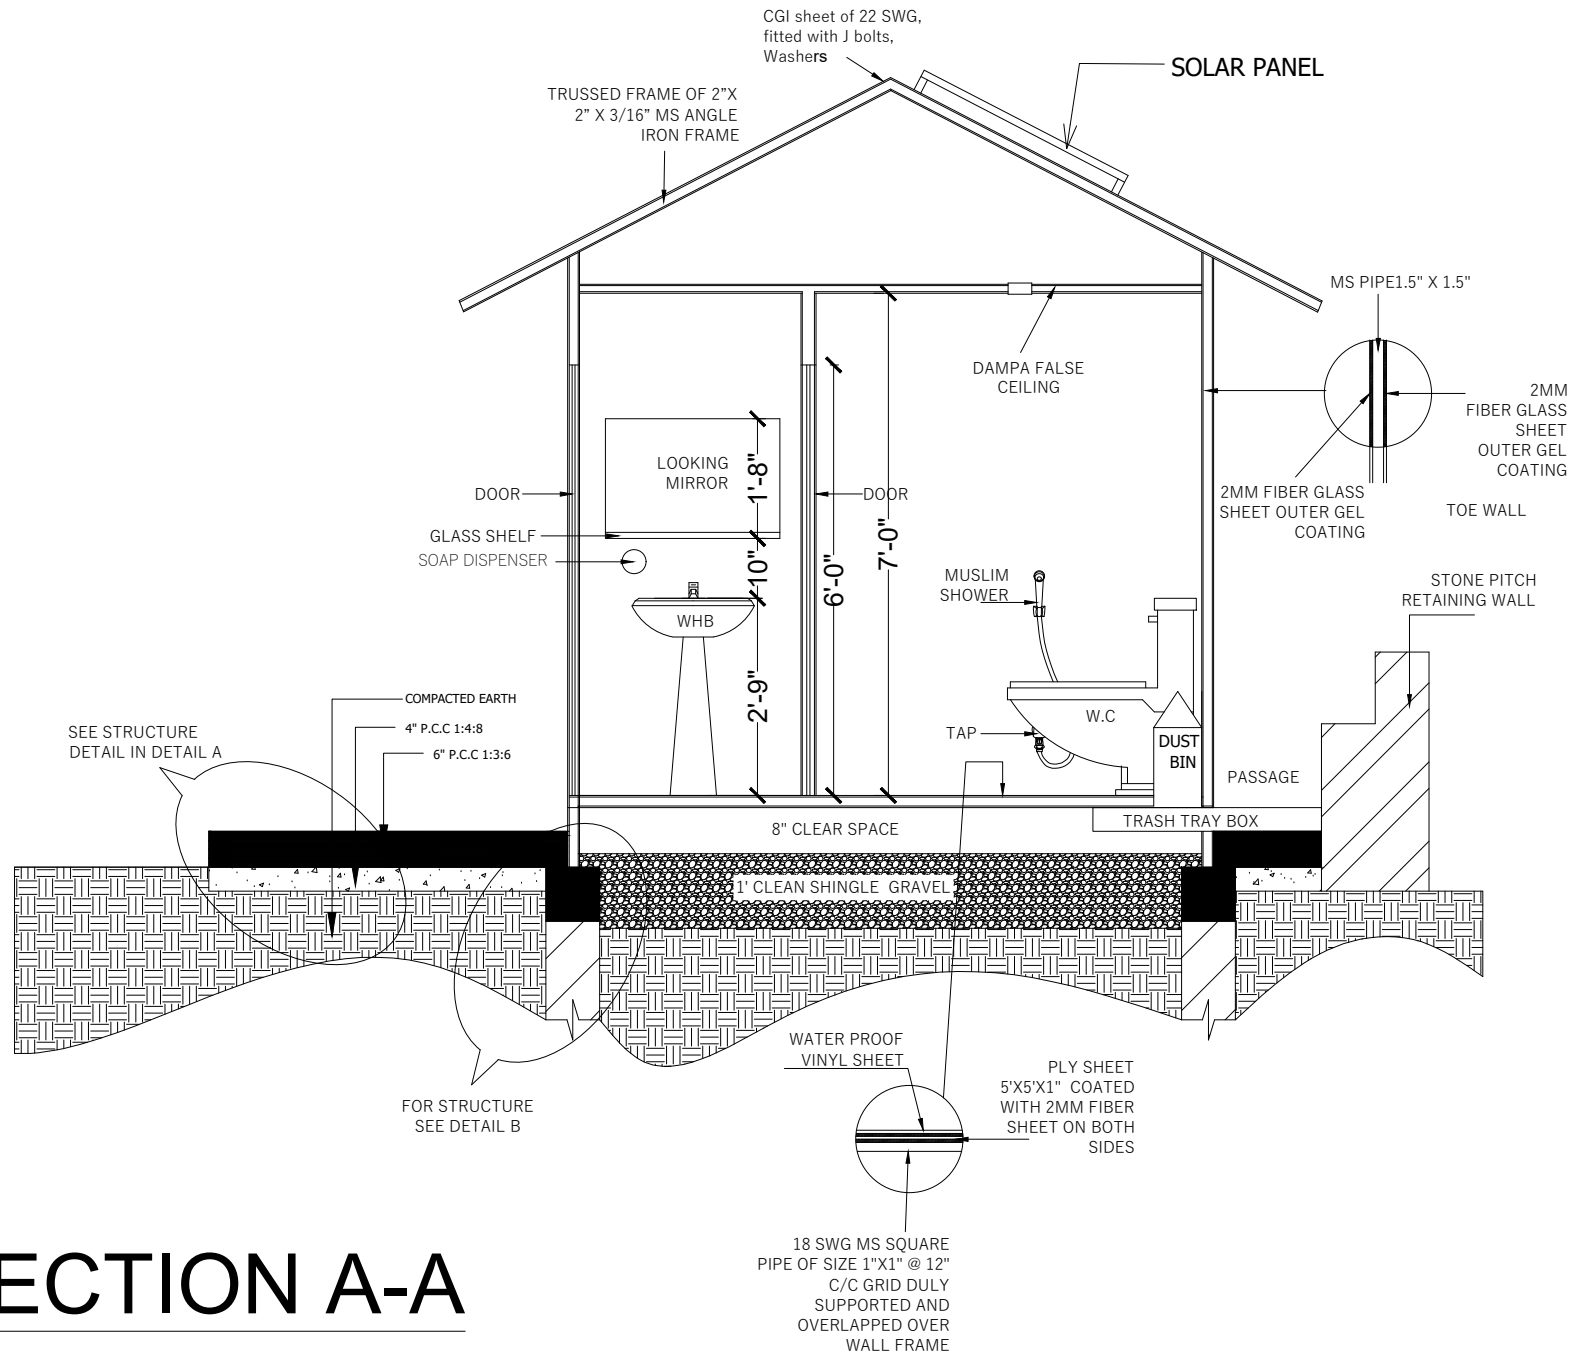 CGI sheet of 22 SWG,
fitted with J bolts,
Washers
SOLAR PANEL
TRUSSED FRAME OF 2”X
2” X 3/16” MS ANGLE
IRON FRAME
MS PIPE1.5" X 1.5"
DAMPA FALSE
CEILING
2MM
FIBER GLASS
SHEET
OUTER GEL
COATING
LOOKING
MIRROR
1'-8"
DOOR
DOOR
2MM FIBER GLASS
SHEET OUTER GEL
COATING
TOE WALL
GLASS SHELF
SOAP DISPENSER
10"
6'-0"
7'-0"
MUSLIM
SHOWER
STONE PITCH
RETAINING WALL
WHB
2'-9"
COMPACTED EARTH
4" P.C.C 1:4:8
6" P.C.C 1:3:6
SEE STRUCTURE
DETAIL IN DETAIL A
W.C
TAP
DUST
BIN
PASSAGE
8" CLEAR SPACE
TRASH TRAY BOX
1' CLEAN SHINGLE GRAVEL
WATER PROOF
VINYL SHEET
PLY SHEET
5'X5'X1" COATED
WITH 2MM FIBER
SHEET ON BOTH
SIDES
FOR STRUCTURE
SEE DETAIL B
18 SWG MS SQUARE
PIPE OF SIZE 1"X1" @ 12"
C/C GRID DULY
SUPPORTED AND
OVERLAPPED OVER
WALL FRAME
ECTION A-A